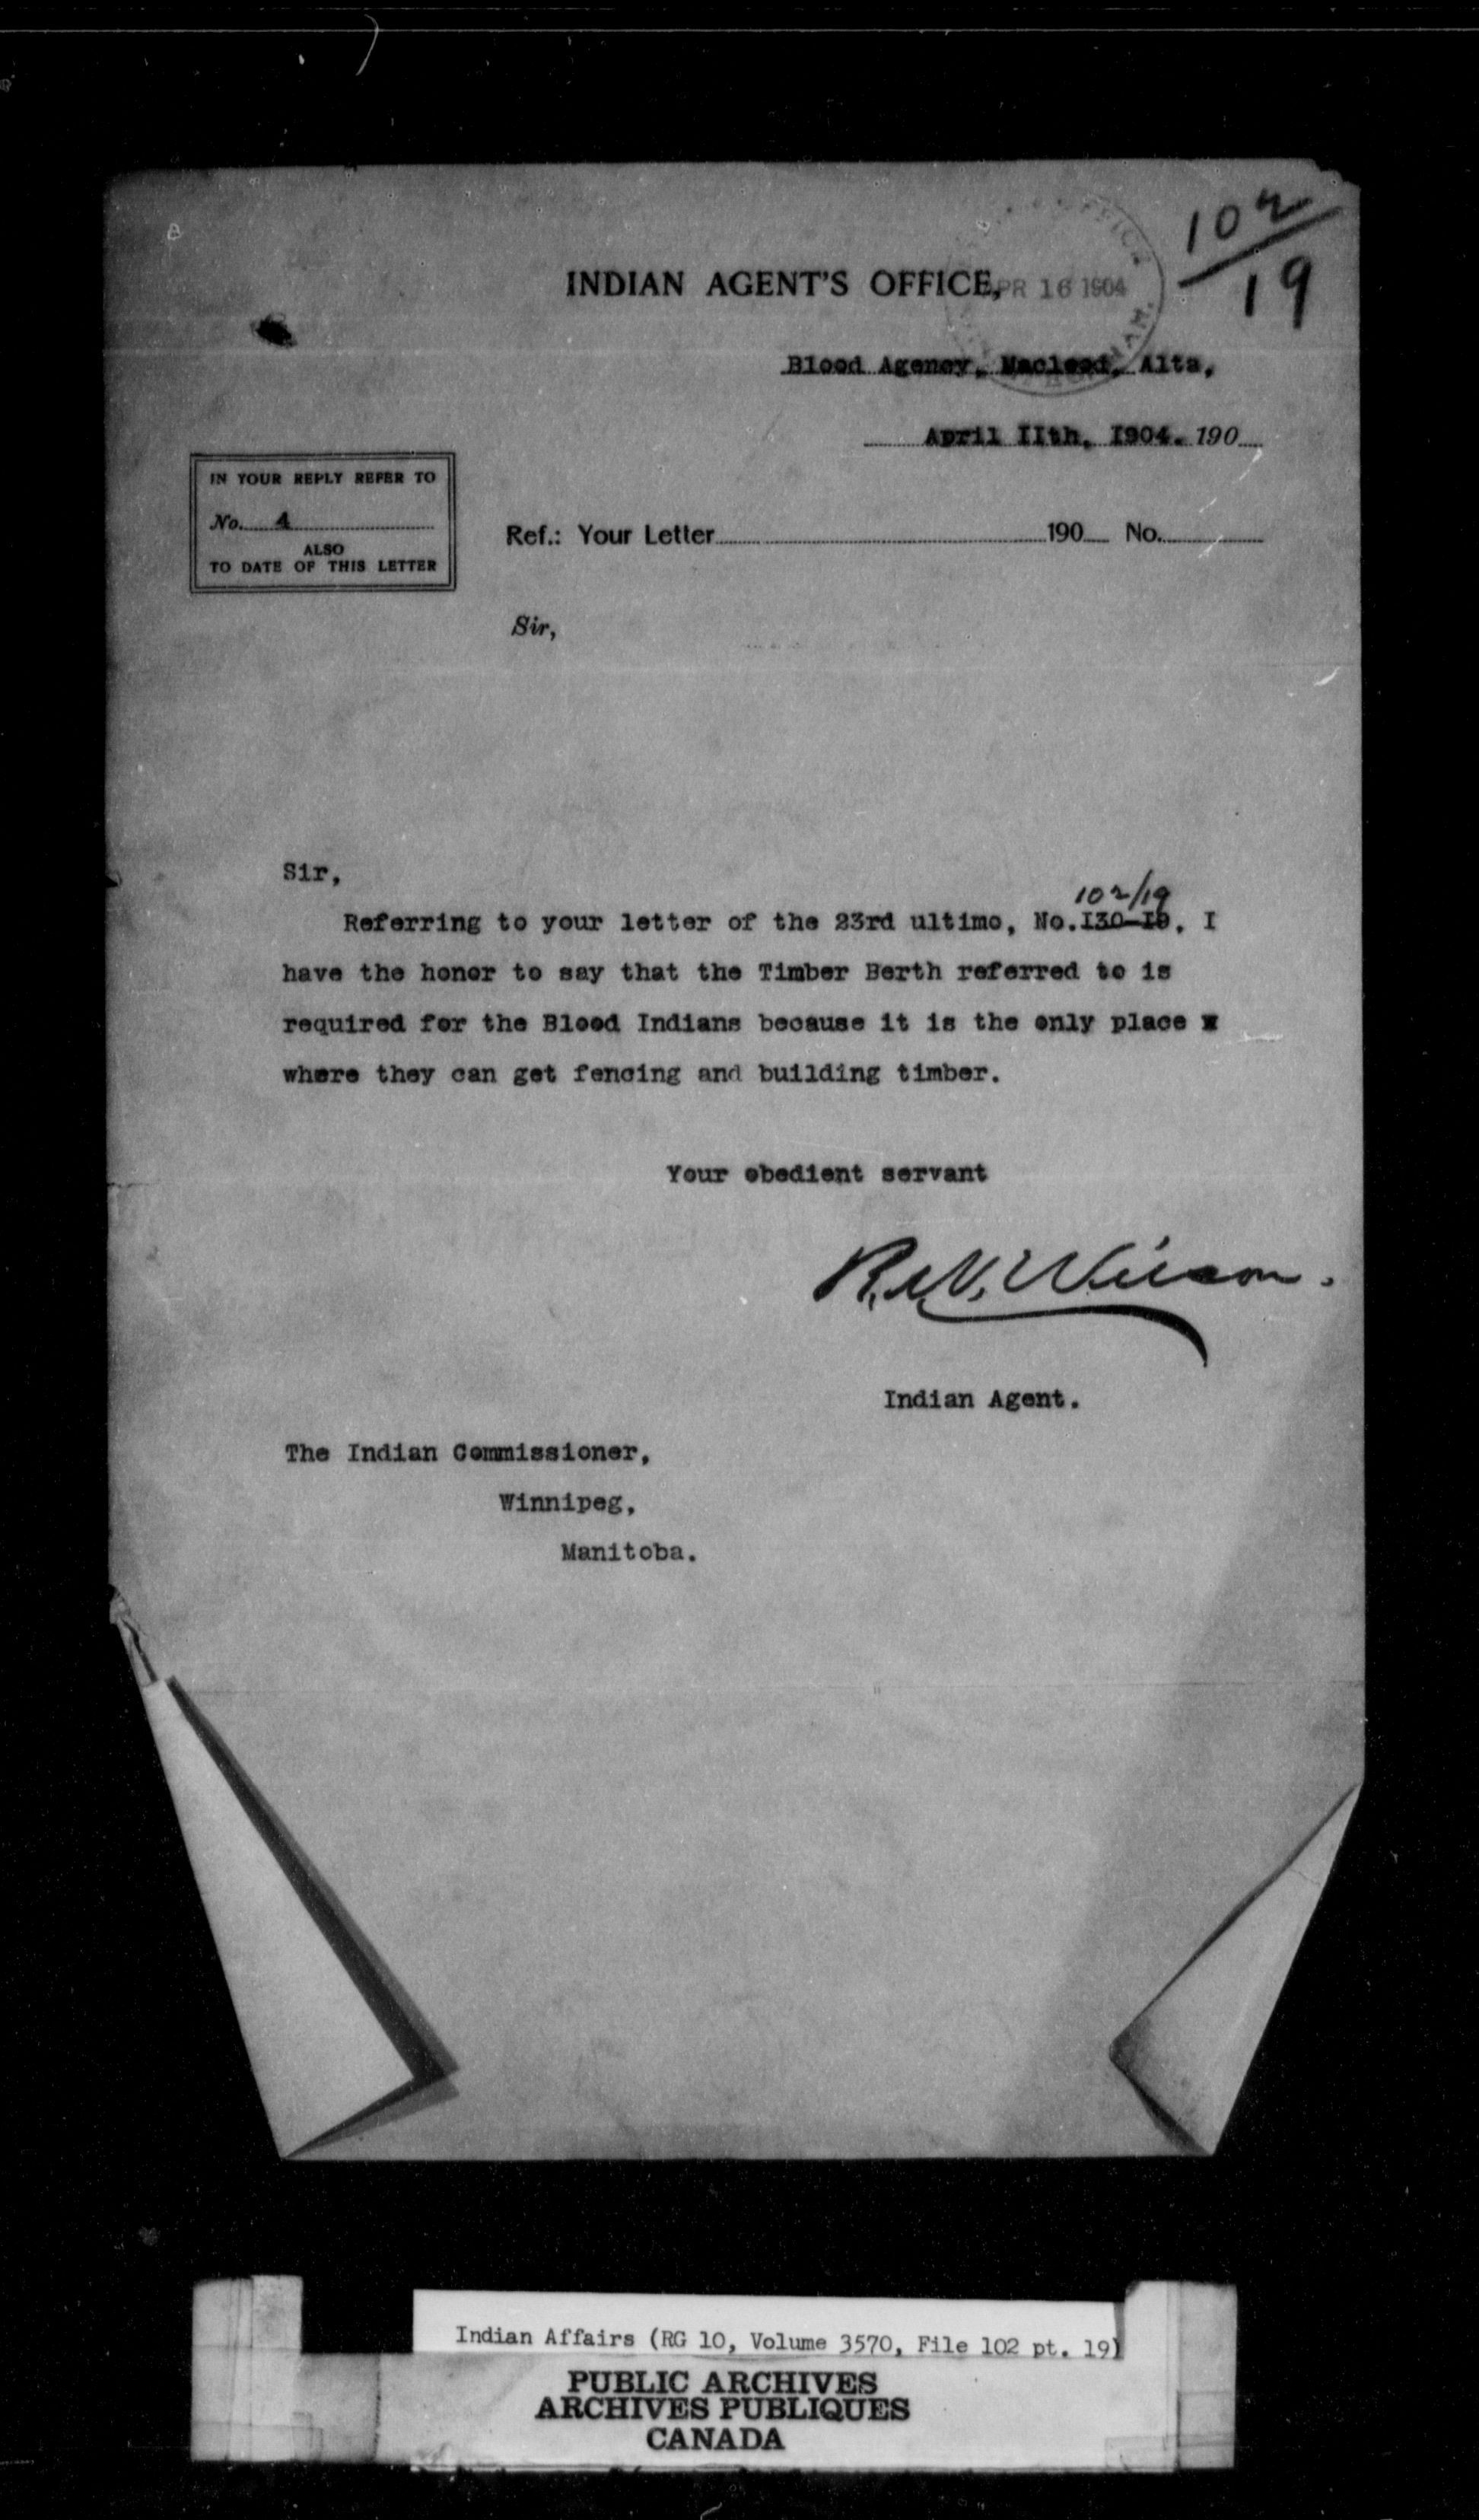 102/19
INDIAN AGENT'S OFFICE,
APR 16 1904
Blood Agency, Macleod, Alta,
April IIth, I904. 190
IN YOUR REPLY REFER TO
No. 4
ALSO
TO DATE OF THIS LETTER
Ref.: Your Letter 190 No.
Sir,
Sir,
102/19
Referring to your letter of the 23rd ultimo, No.I30-I9, I
have the honor to say that the Timber Berth referred to is
required for the Blood Indians because it is the only place
where they can get fencing and building timber.
Your obedient servant
R.N. Wilson.
Indian Agent.
The Indian Commissioner,
Winnipeg,
Manitoba.
Indian Affairs (RG 10, Volume 3570, File 102 pt. 19)
PUBLIC ARCHIVES
ARCHIVES PUBLIQUES
CANADA